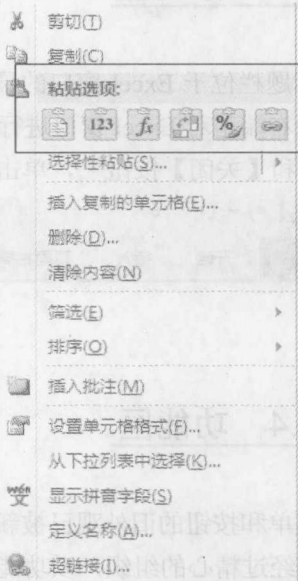 剪切(T)
复制(C)
粘贴选项:
123 fx %
选择性粘贴(S)...
插入复制的单元格(E)...
删除(D)...
清除内容(N)
筛选(E)
排序(O)
插入批注(M)
设置单元格格式(F)...
从下拉列表中选择(K)...
wén 文 显示拼音字段(S)
定义名称(A)...
超链接(I)...